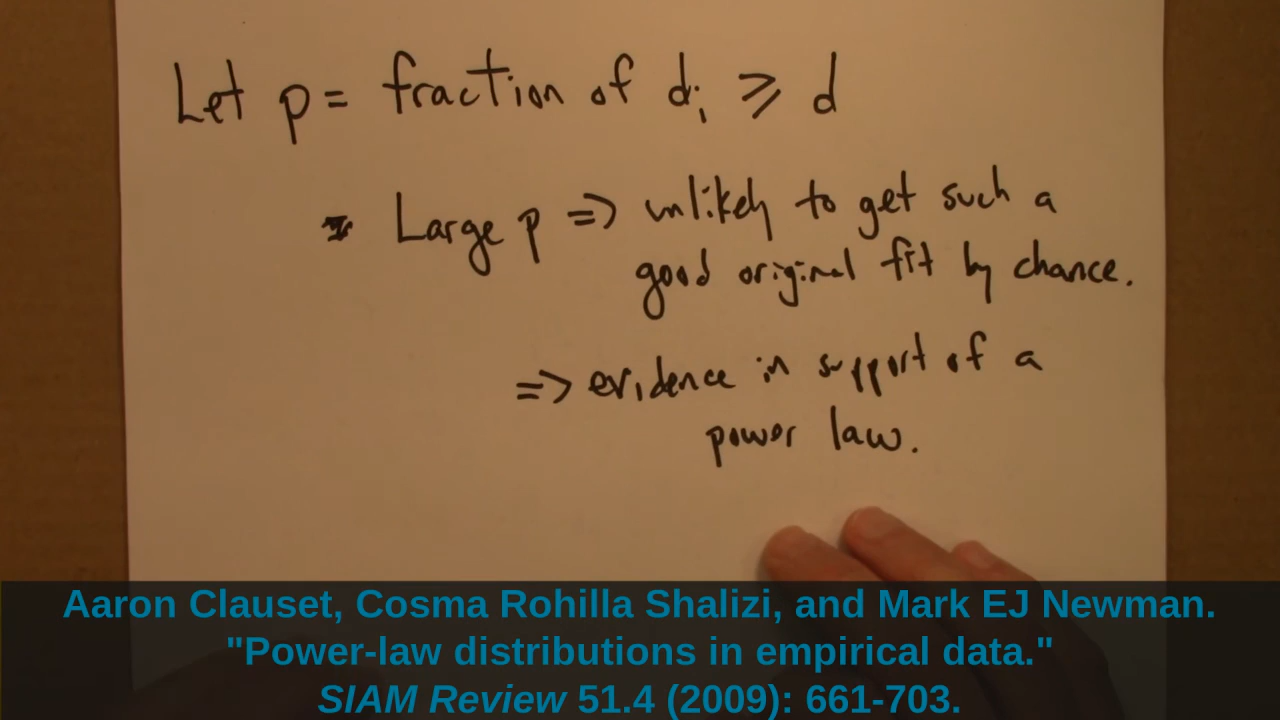 Let p = fraction of di ⩾ d
* Large p => unlikely to get such a
good original fit by chance.
=> evidence in support of a
power law.
Aaron Clauset, Cosma Rohilla Shalizi, and Mark EJ Newman.
"Power-law distributions in empirical data."
SIAM Review 51.4 (2009): 661-703.